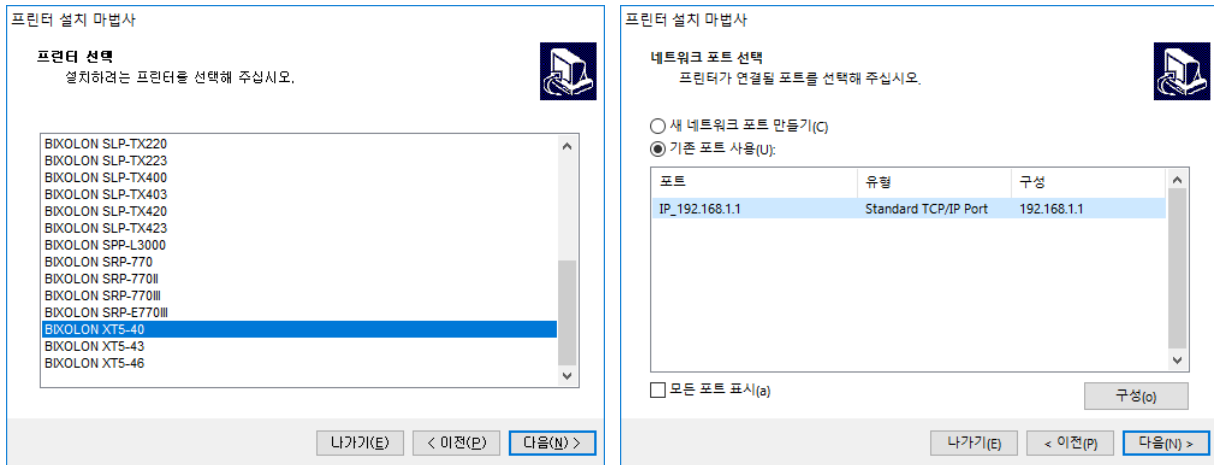 프린터 설치 마법사
프린터 선택
설치하려는 프린터을 선택해 주십시오.
BIXOLON SLP-TX220
BIXOLON SLP-TX223
BIXOLON SLP-TX400
BIXOLON SLP-TX403
BIXOLON SLP-TX420
BIXOLON SLP-TX423
BIXOLON SPP-L3000
BIXOLON SRP-770
BIXOLON SRP-770II
BIXOLON SRP-770III
BIXOLON SRP-E770III
BIXOLON XT5-40
BIXOLON XT5-43
BIXOLON XT5-46
나가기(E)
< 이전(P)
다음(N) >
프린터 설치 마법사
네트워크 포트 선택
프린터가 연결될 포트를 선택해 주십시오.
새 네트워크 포트 만들기(C)
기존 포트 사용(U):
포트 유형 구성
IP_192.168.1.1 Standard TCP/IP Port 192.168.1.1
모든 포트 표시(a)
구성(o)
나가기(E)
< 이전(P)
다음(N) >